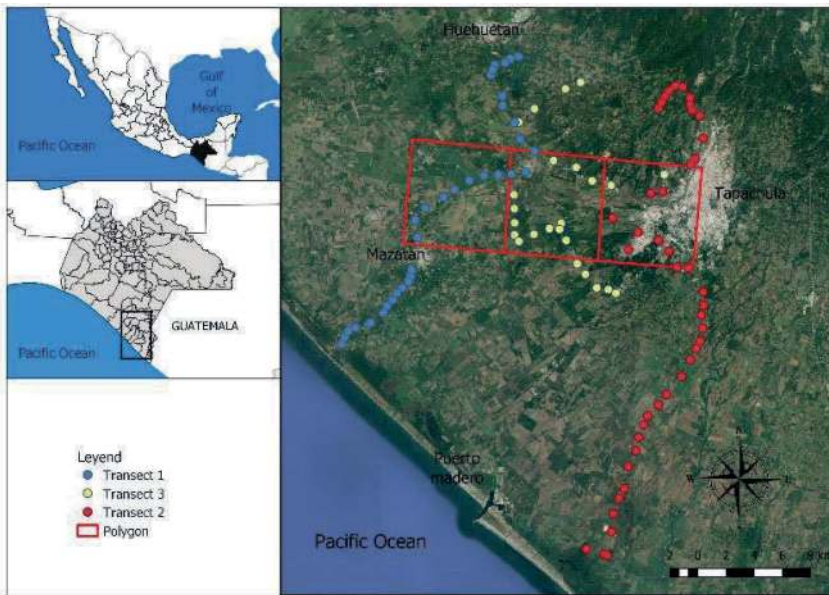 Gulf
of
Mexico
Pacific Ocean
GUATEMALA
Pacific Ocean
Leyend
Transect 1
Transect 3
Transect 2
Polygon
Huehuetan
Tapachula
Mazatan
Puerto
madero
Pacific Ocean
N
W
E
S
2 0 2 4 6 8 km